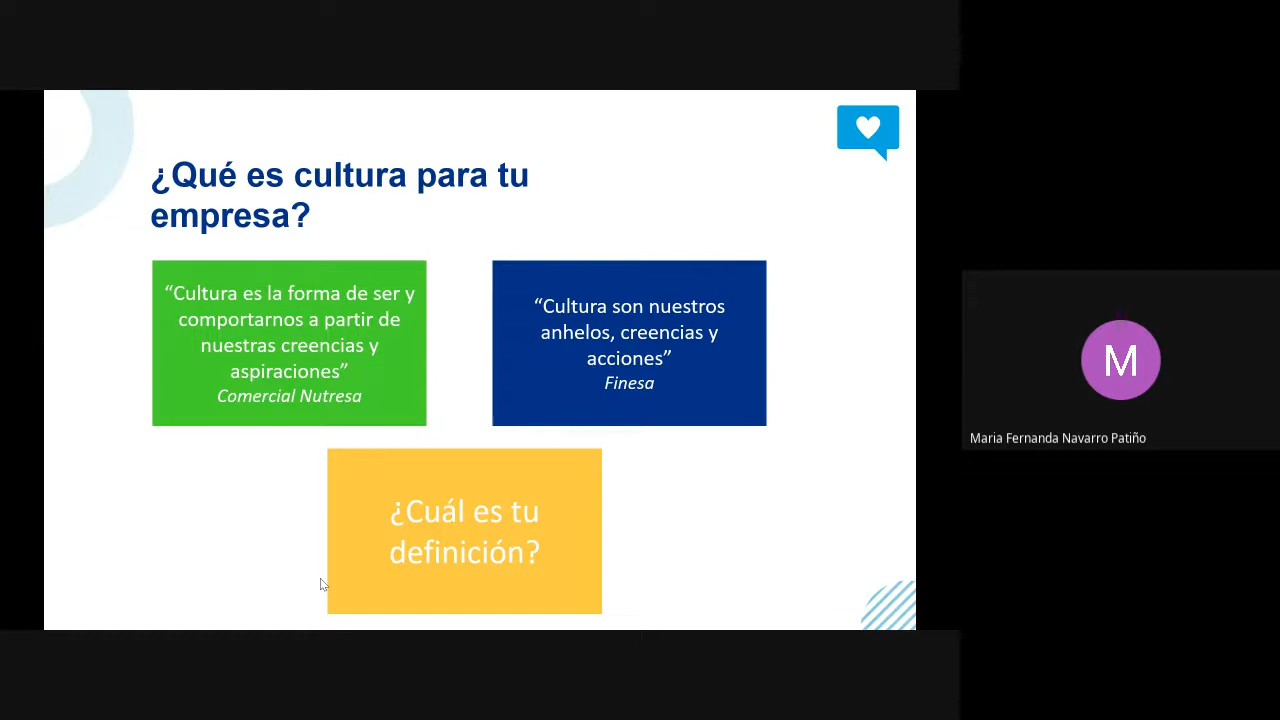 ¿Qué es cultura para tu
empresa?
“Cultura es la forma de ser y
comportarnos a partir de
nuestras creencias y
aspiraciones”
Comercial Nutresa
“Cultura son nuestros
anhelos, creencias y
acciones”
Finesa
¿Cuál es tu
definición?
M
Maria Fernanda Navarro Patiño